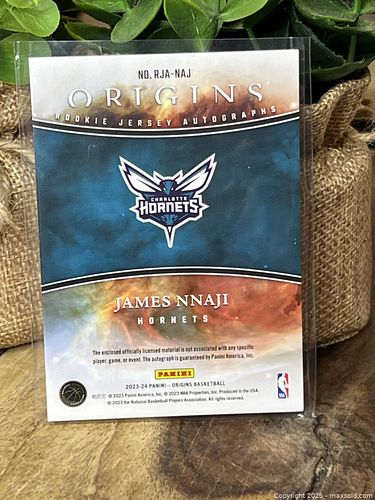 NO. RJA-NAJ
ORIGINS
ROOKIE JERSEY AUTOGRAPHS
CHARLOTTE
HORNETS
JAMES NNAJI
HORNETS
The enclosed officially licensed material is not associated with any specific
player, game, or event. The autograph is guaranteed by Panini America, Inc.
PANINI
2023-24 PANINI – ORIGINS BASKETBALL
© 2023 Panini America, Inc. © 2023 NBA Properties, Inc. Produced in the USA.
© 2023 the National Basketball Players Association. All rights reserved.
Copyright 2025 - maxsold.com